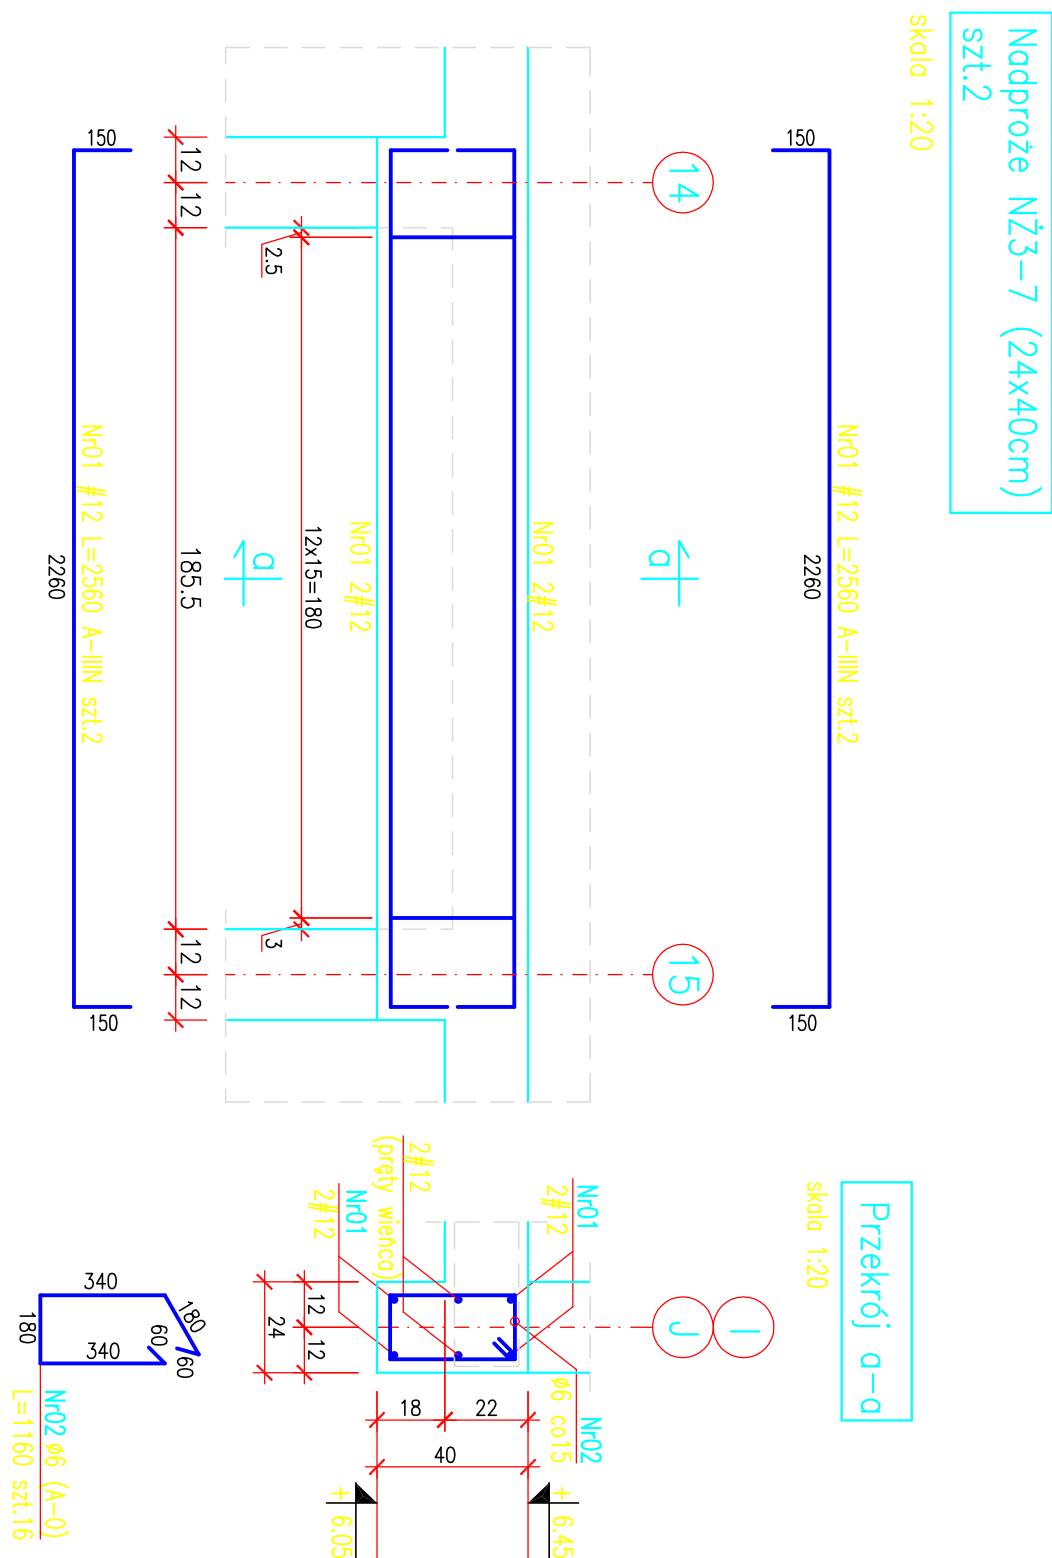 Nadproże NŻ3-7 (24x40cm)
szt.2
skala 1:20
150
2260
150
Nr01 #12 L=2560 A-IIIN szt.2
14
15
a
a
Nr01 2#12
Nr01 2#12
2.5
12x15=180
3
12
12
185.5
12
12
150
Nr01 #12 L=2560 A-IIIN szt.2
2260
150
Przekrój a-a
skala 1:20
I
J
Nr01
2#12
2#12
(pręty wieńca)
Nr01
2#12
Nr02
ø6 co15
12
12
24
18
22
40
+ 6.45
+ 6.05
340
180
60
60
340
180
Nr02 ø6 (A-0)
L=1160 szt.16